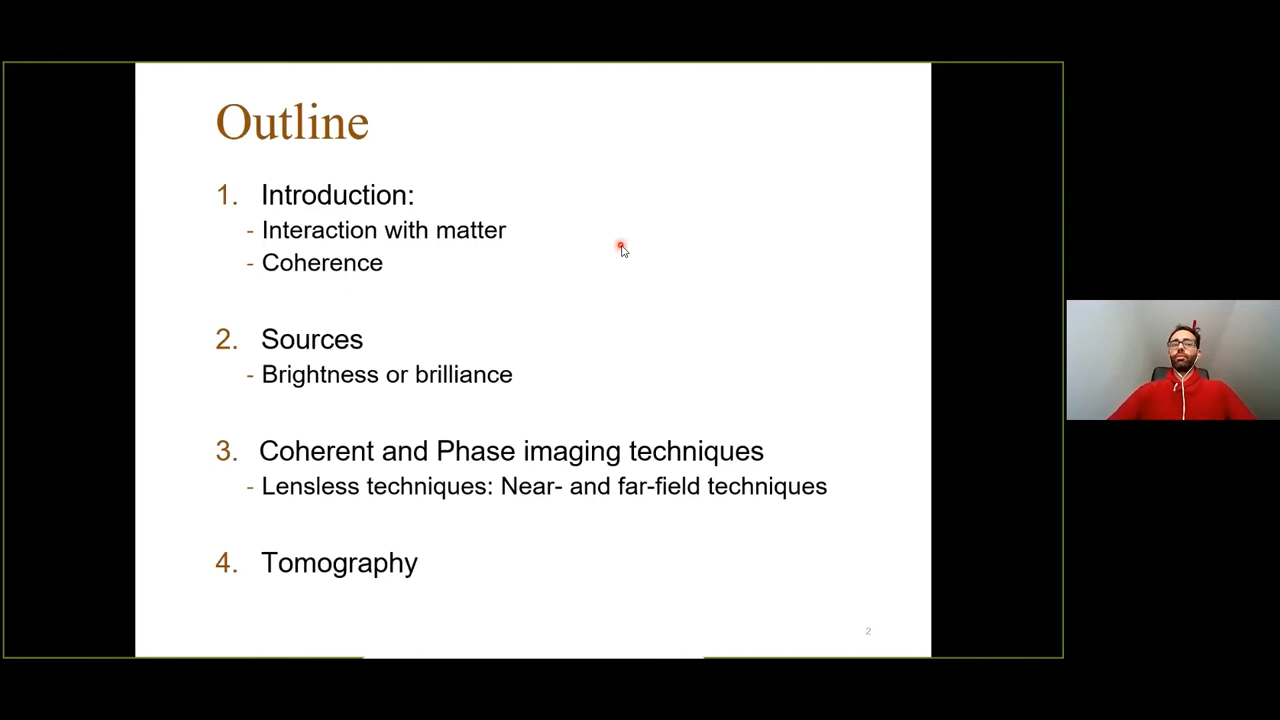 Outline
1. Introduction:
- Interaction with matter
- Coherence
2. Sources
- Brightness or brilliance
3. Coherent and Phase imaging techniques
- Lensless techniques: Near- and far-field techniques
4. Tomography
2